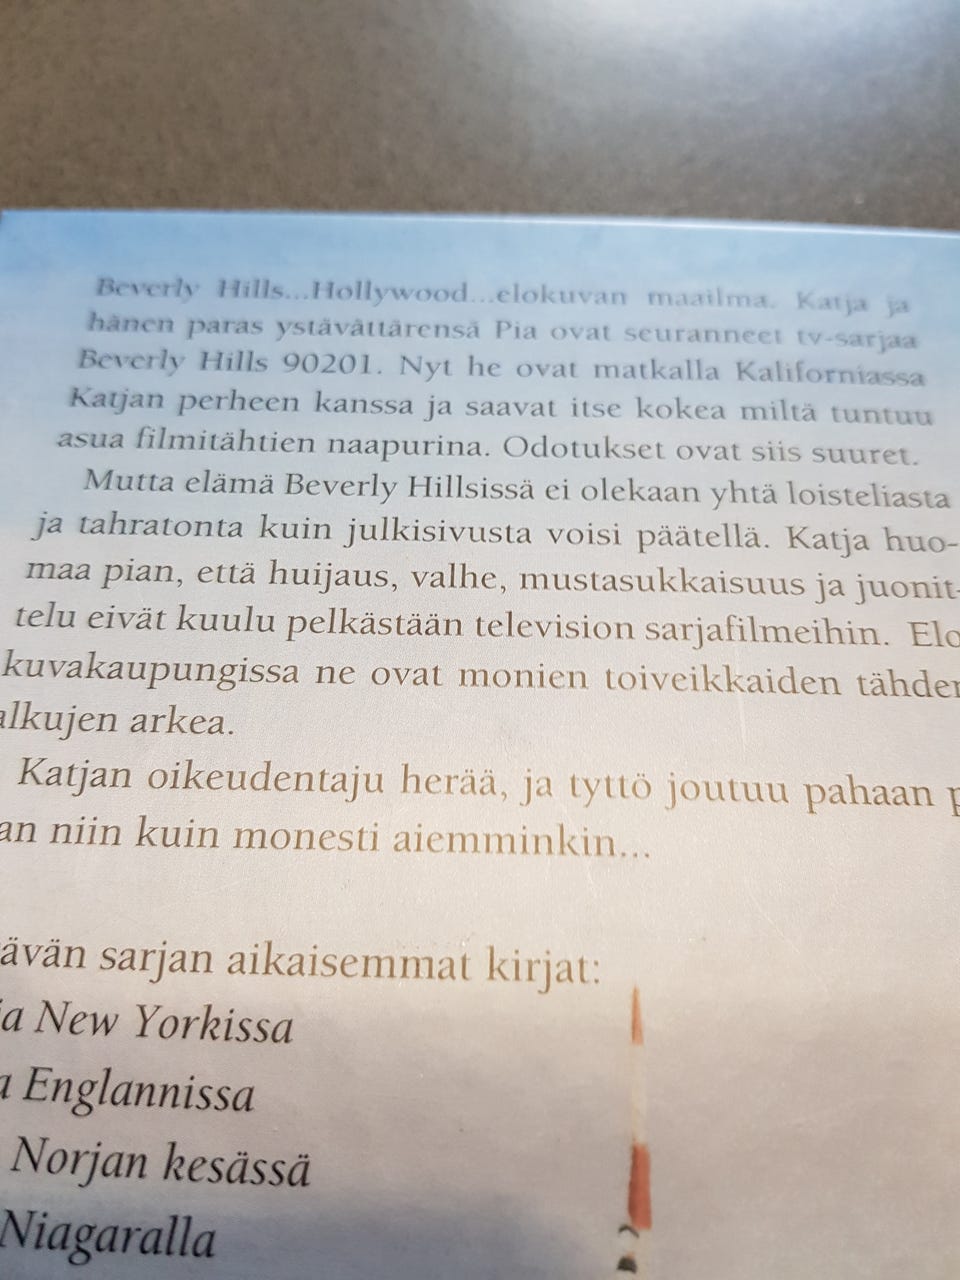 Beverly Hills...Hollywood...elokuvan maailma. Katja ja
hänen paras ystävättärensä Pia ovat seuranneet tv-sarjaa
Beverly Hills 90201. Nyt he ovat matkalla Kaliforniassa
Katjan perheen kanssa ja saavat itse kokea miltä tuntuu
asua filmitähtien naapurina. Odotukset ovat siis suuret.
Mutta elämä Beverly Hillsissä ei olekaan yhtä loisteliasta
ja tahratonta kuin julkisivusta voisi päätellä. Katja huo-
maa pian, että huijaus, valhe, mustasukkaisuus ja juonit-
telu eivät kuulu pelkästään television sarjafilmeihin. Elo
kuvakaupungissa ne ovat monien toiveikkaiden tähden
alkujen arkea.
Katjan oikeudentaju herää, ja tyttö joutuu pahaan p
an niin kuin monesti aiemminkin...
ävän sarjan aikaisemmat kirjat:
a New Yorkissa
a Englannissa
Norjan kesässä
Niagaralla